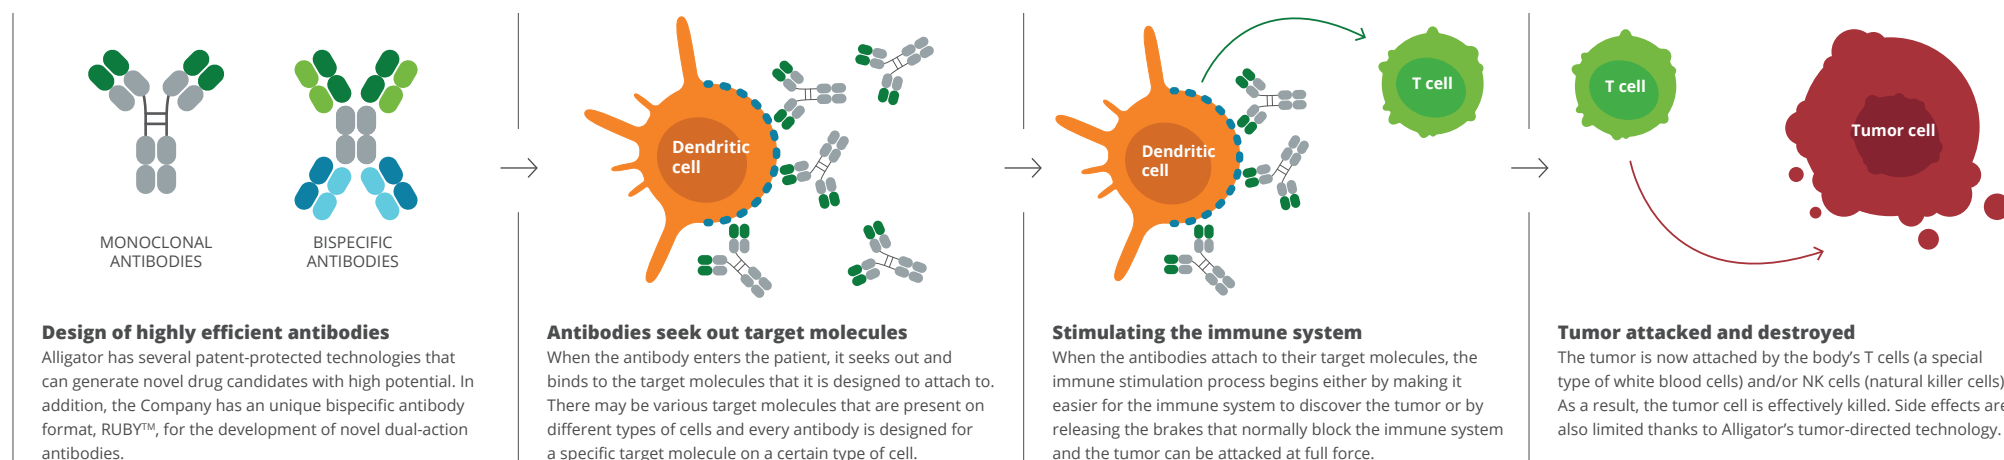 MONOCLONAL
ANTIBODIES
BISPECIFIC
ANTIBODIES
Design of highly efficient antibodies
Alligator has several patent-protected technologies that
can generate novel drug candidates with high potential. In
addition, the Company has an unique bispecific antibody
format, RUBY™, for the development of novel dual-action
antibodies.
Dendritic
cell
Antibodies seek out target molecules
When the antibody enters the patient, it seeks out and
binds to the target molecules that it is designed to attach to.
There may be various target molecules that are present on
different types of cells and every antibody is designed for
a specific target molecule on a certain type of cell.
Dendritic
cell
T cell
Stimulating the immune system
When the antibodies attach to their target molecules, the
immune stimulation process begins either by making it
easier for the immune system to discover the tumor or by
releasing the brakes that normally block the immune system
and the tumor can be attacked at full force.
T cell
Tumor cell
Tumor attacked and destroyed
The tumor is now attached by the body’s T cells (a special
type of white blood cells) and/or NK cells (natural killer cells)
As a result, the tumor cell is effectively killed. Side effects are
also limited thanks to Alligator’s tumor-directed technology.